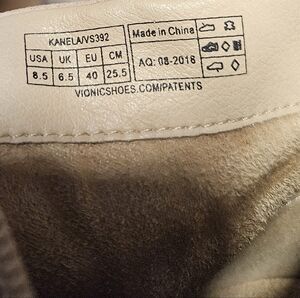 KANELA/VS392
USA UK EU CM
8.5 6.5 40 25.5
Made in China
AQ: 08-2016
VIONICSHOES.COM/PATENTS